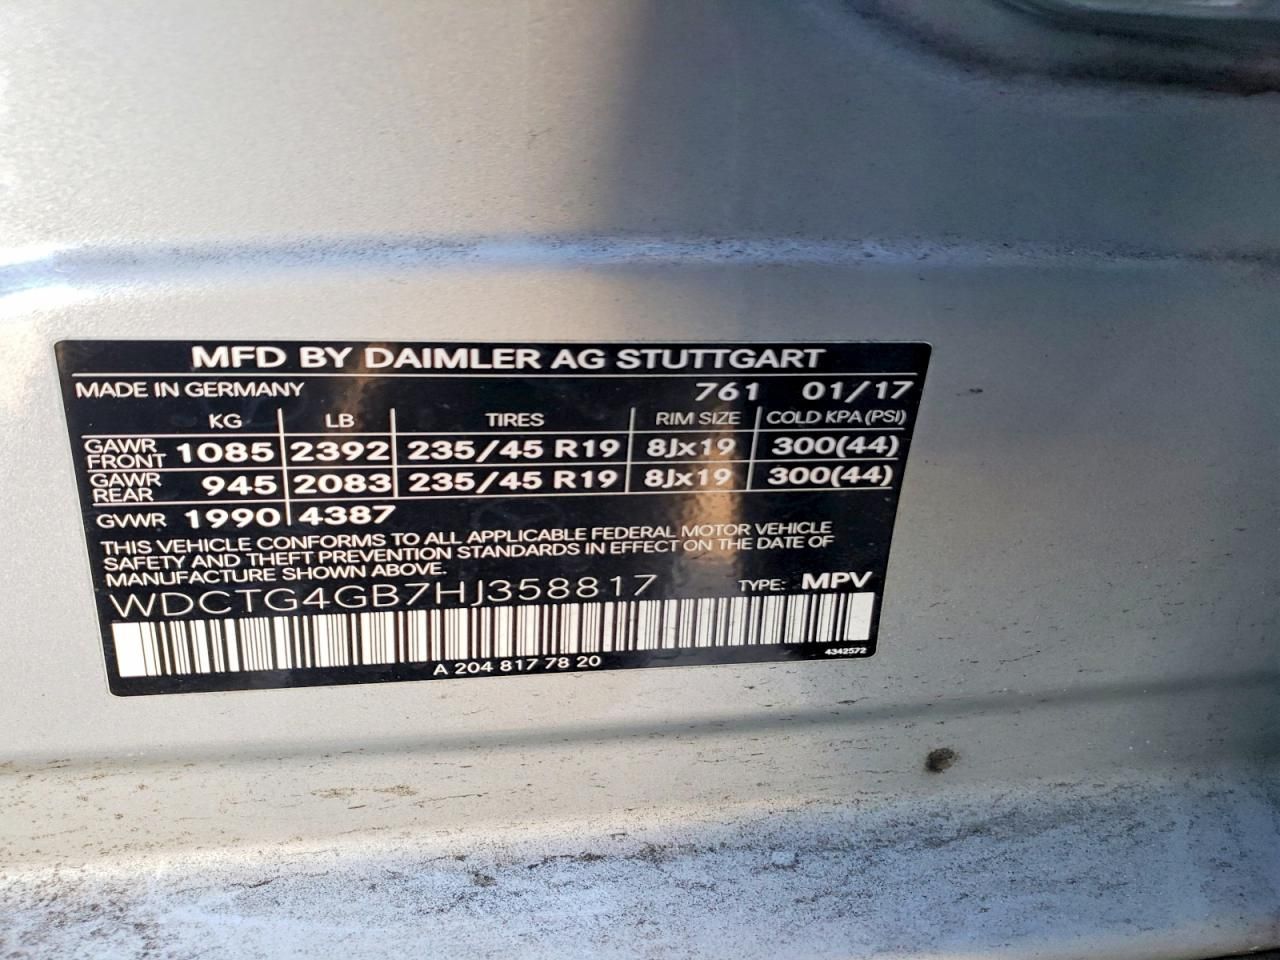 MFD BY DAIMLER AG STUTTGART
MADE IN GERMANY 761 01/17
KG LB TIRES RIM SIZE COLD KPA (PSI)
GAWR FRONT 1085 2392 235/45 R19 8Jx19 300(44)
GAWR REAR 945 2083 235/45 R19 8Jx19 300(44)
GVWR 1990 4387
THIS VEHICLE CONFORMS TO ALL APPLICABLE FEDERAL MOTOR VEHICLE
SAFETY AND THEFT PREVENTION STANDARDS IN EFFECT ON THE DATE OF
MANUFACTURE SHOWN ABOVE.
WDCTG4GB7HJ358817 TYPE: MPV
A 204 817 78 20 4342572